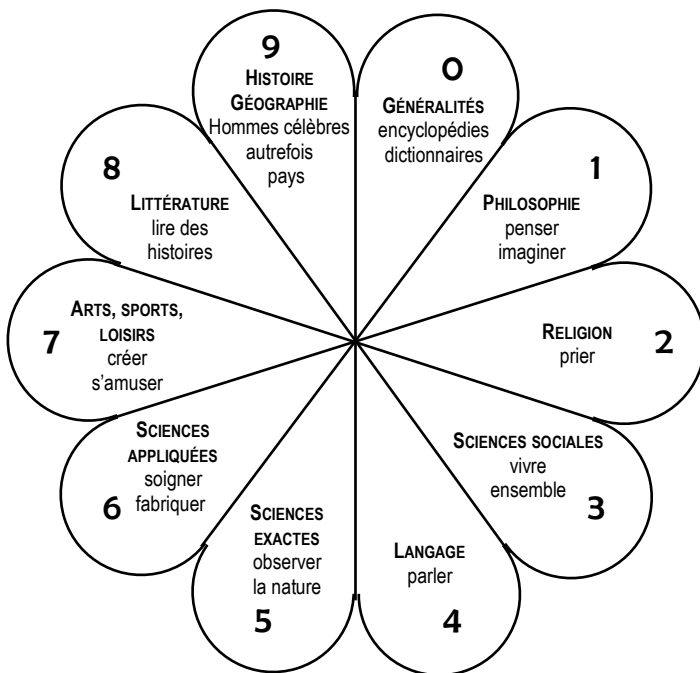 0
GÉNÉRALITÉS
encyclopédies
dictionnaires
1
PHILOSOPHIE
penser
imaginer
2
RELIGION
prier
3
SCIENCES SOCIALES
vivre
ensemble
4
LANGAGE
parler
5
SCIENCES
EXACTES
observer
la nature
6
SCIENCES
APPLIQUÉES
soigner
fabriquer
7
ARTS, SPORTS,
LOISIRS
créer
s'amuser
8
LITTÉRATURE
lire des
histoires
9
HISTOIRE
GÉOGRAPHIE
Hommes célèbres
autrefois
pays